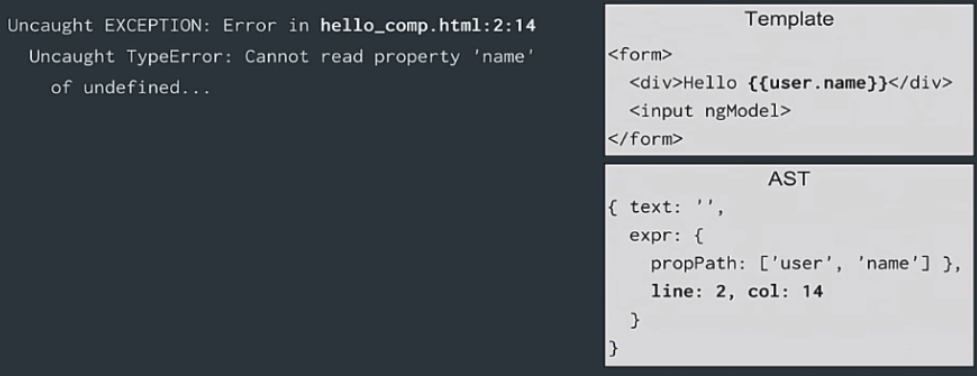 Uncaught EXCEPTION: Error in hello_comp.html:2:14
Uncaught TypeError: Cannot read property 'name'
of undefined...
Template
<form>
<div>Hello {{user.name}}</div>
<input ngModel>
</form>
AST
{ text: '',
expr: {
propPath: ['user', 'name'] },
line: 2, col: 14
}
}